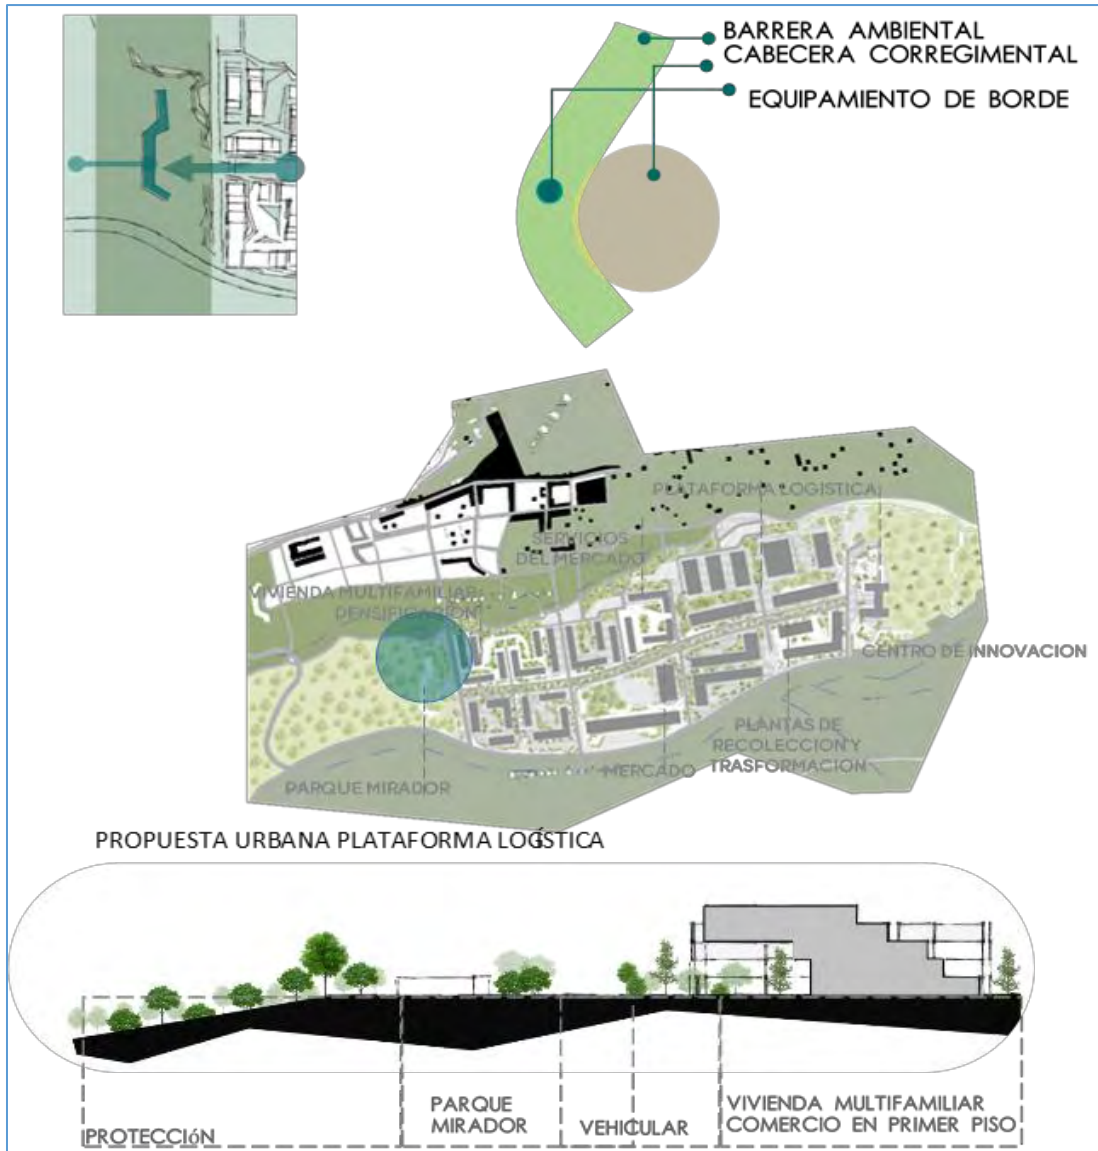 BARRERA AMBIENTAL
CABECERA CORREGIMENTAL
EQUIPAMIENTO DE BORDE
PLATAFORMA LOGISTICA
SERVICIOS
DEL MERCADO
VIVIENDA MULTIFAMILIAR
DENSIFICACION
CENTRO DE INNOVACION
PLANTAS DE
RECOLECCION Y
TRASFORMACION
MERCADO
PARQUE MIRADOR
PROPUESTA URBANA PLATAFORMA LOGÍSTICA
PROTECCIóN
PARQUE
MIRADOR
VEHICULAR
VIVIENDA MULTIFAMILIAR
COMERCIO EN PRIMER PISO